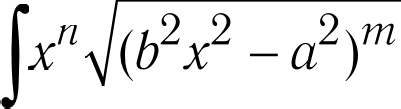 ∫xⁿ√(b²x² − a²)ᵐ